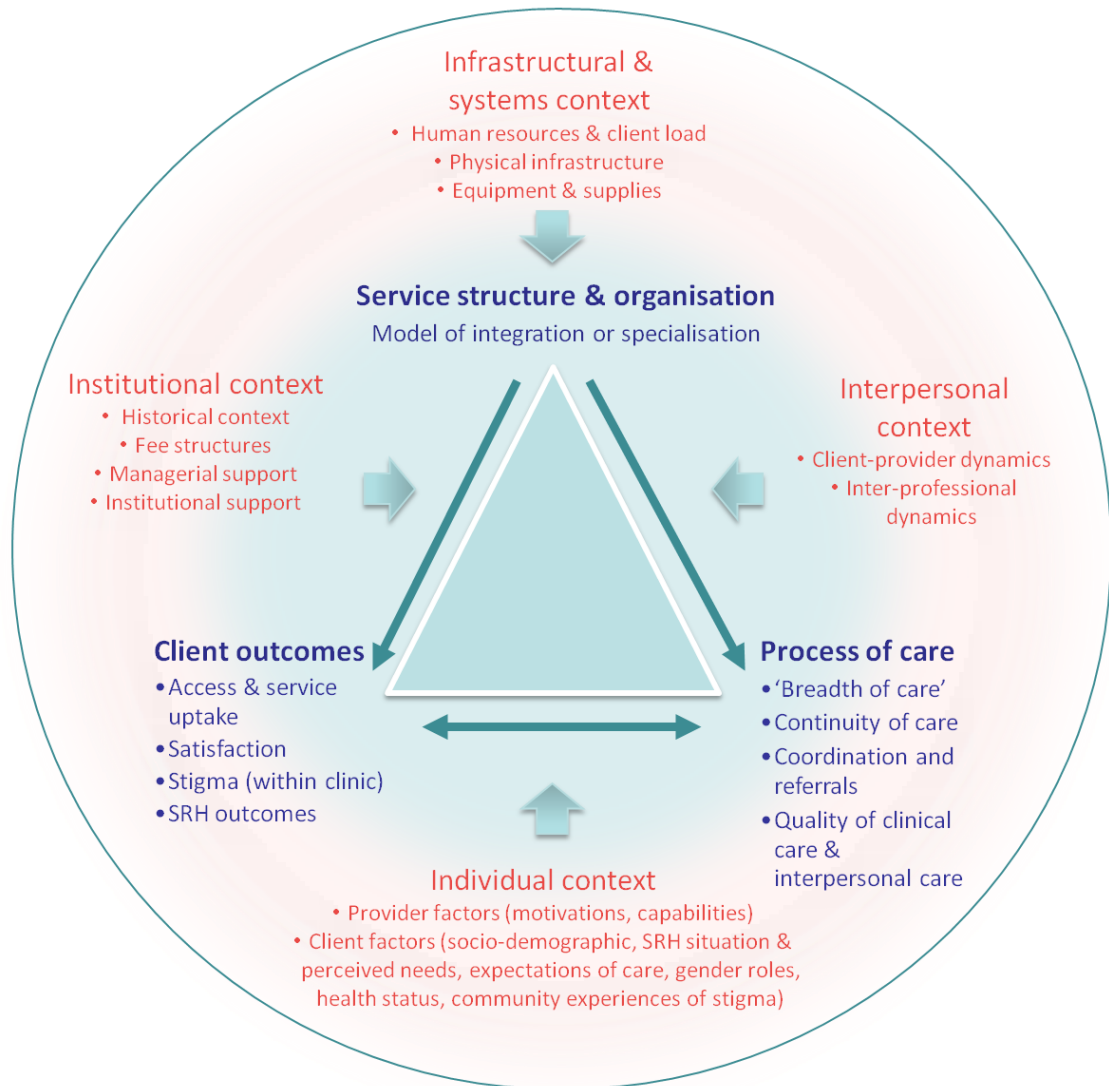 Infrastructural &
systems context
• Human resources & client load
• Physical infrastructure
• Equipment & supplies
Service structure & organisation
Model of integration or specialisation
Institutional context
• Historical context
• Fee structures
• Managerial support
• Institutional support
Interpersonal
context
• Client-provider dynamics
• Inter-professional
dynamics
Client outcomes
•Access & service
uptake
•Satisfaction
•Stigma (within clinic)
•SRH outcomes
Process of care
•‘Breadth of care’
•Continuity of care
•Coordination and
referrals
•Quality of clinical
care &
interpersonal care
Individual context
• Provider factors (motivations, capabilities)
• Client factors (socio-demographic, SRH situation &
perceived needs, expectations of care, gender roles,
health status, community experiences of stigma)